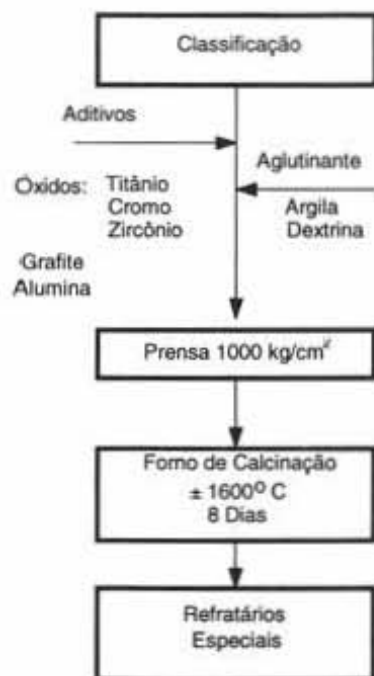 Classificação
Aditivos
Aglutinante
Óxidos: Titânio
Cromo
Zircônio
Argila
Dextrina
Grafite
Alumina
Prensa 1000 kg/cm²
Forno de Calcinação
± 1600º C
8 Dias
Refratários
Especiais